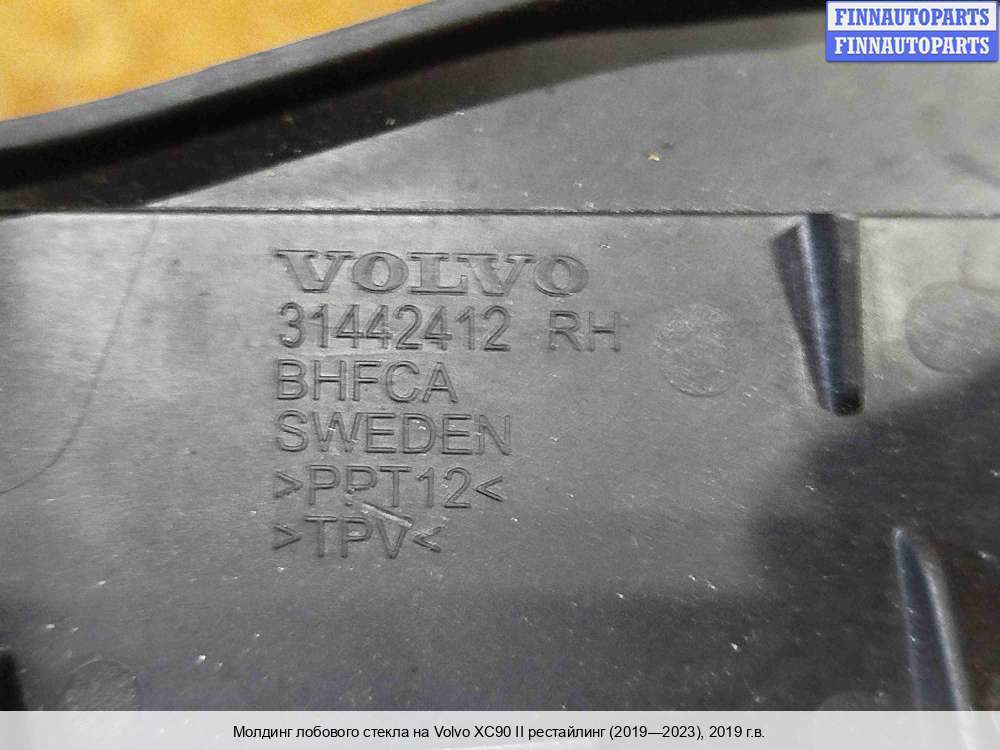 FINNAUTOPARTS
FINNAUTOPARTS
VOLVO
31442412 RH
BHFCA
SWEDEN
>PPT12<
>TPV<
Молдинг лобового стекла на Volvo XC90 II рестайлинг (2019—2023), 2019 г.в.